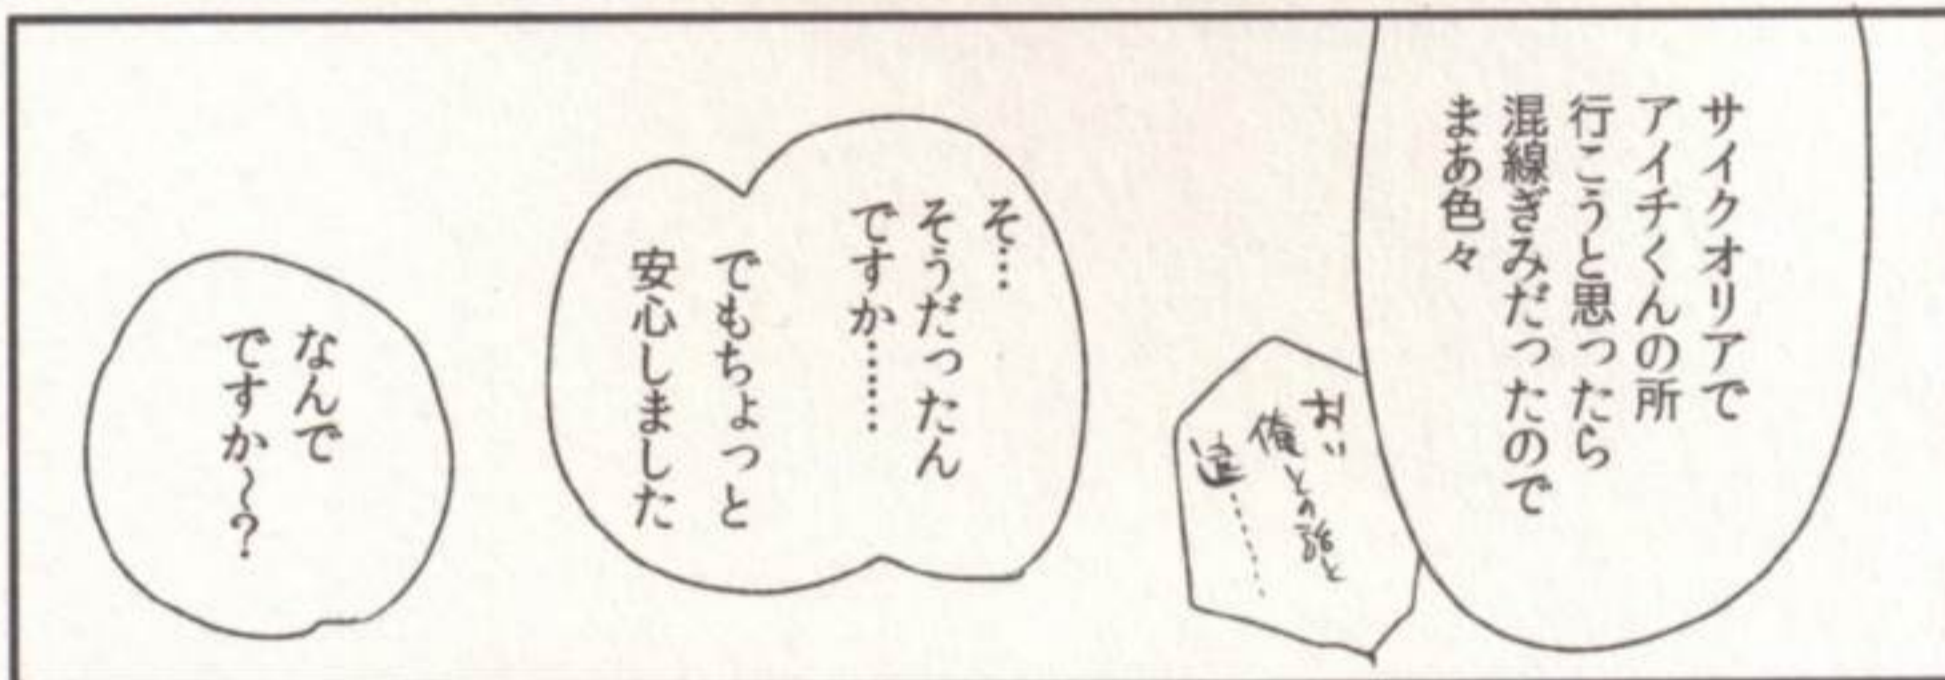 サイクオリアで
アイチくんの所
行こうと思ったら
混線ぎみだったので
まあ色々
おい
俺との話と
違……
そ…
そうだったん
ですか……
でもちょっと
安心しました
なんで
ですか〜？